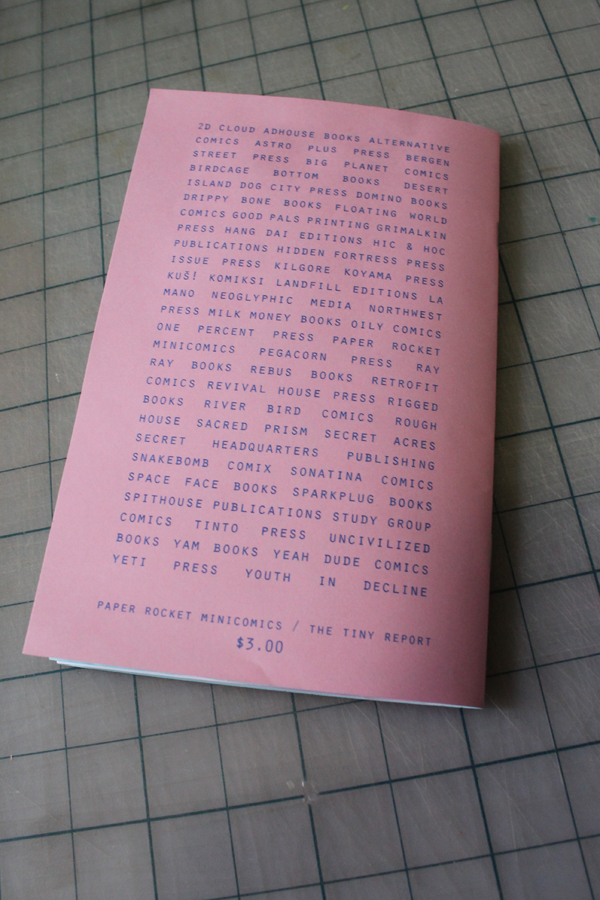 2D CLOUD ADHOUSE BOOKS ALTERNATIVE
COMICS ASTRO PLUS PRESS BERGEN
STREET PRESS BIG PLANET COMICS
BIRDCAGE BOTTOM BOOKS DESERT
ISLAND DOG CITY PRESS DOMINO BOOKS
DRIPPY BONE BOOKS FLOATING WORLD
COMICS GOOD PALS PRINTING GRIMALKIN
PRESS HANG DAI EDITIONS HIC & HOC
PUBLICATIONS HIDDEN FORTRESS PRESS
ISSUE PRESS KILGORE KOYAMA PRESS
KUŠ! KOMIKSI LANDFILL EDITIONS LA
MANO NEOGLYPHIC MEDIA NORTHWEST
PRESS MILK MONEY BOOKS OILY COMICS
ONE PERCENT PRESS PAPER ROCKET
MINICOMICS PEGACORN PRESS RAY
RAY BOOKS REBUS BOOKS RETROFIT
COMICS REVIVAL HOUSE PRESS RIGGED
BOOKS RIVER BIRD COMICS ROUGH
HOUSE SACRED PRISM SECRET ACRES
SECRET HEADQUARTERS PUBLISHING
SNAKEBOMB COMIX SONATINA COMICS
SPACE FACE BOOKS SPARKPLUG BOOKS
SPITHOUSE PUBLICATIONS STUDY GROUP
COMICS TINTO PRESS UNCIVILIZED
BOOKS YAM BOOKS YEAH DUDE COMICS
YETI PRESS YOUTH IN DECLINE
PAPER ROCKET MINICOMICS / THE TINY REPORT
$3.00